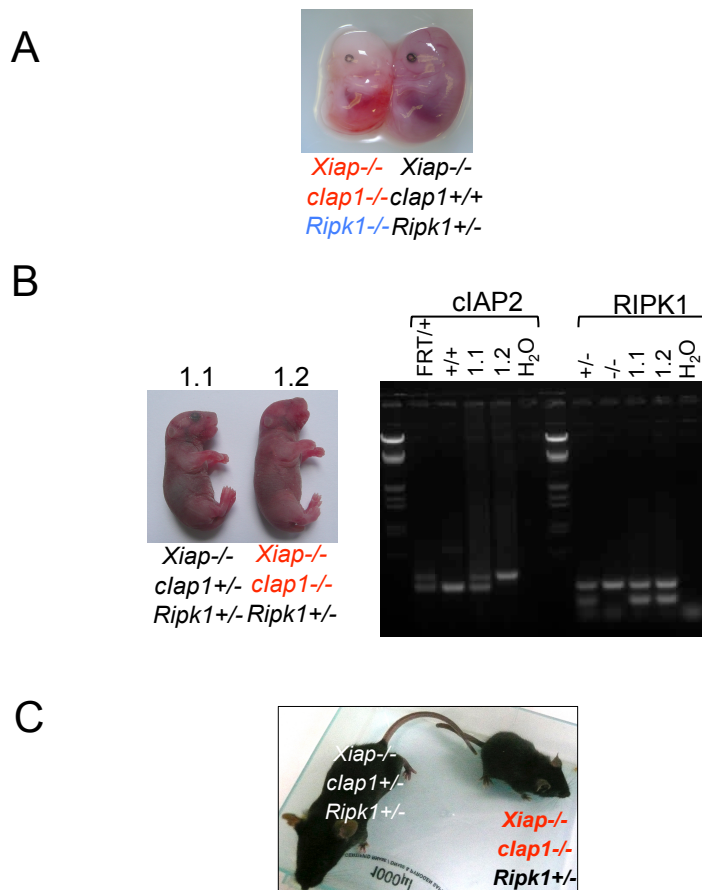 A
Xiap-/- Xiap-/-
cIap1-/- cIap1+/+
Ripk1-/- Ripk1+/-
B
cIAP2 RIPK1
FRT/+ +/+ 1.1 1.2 H2O +/- -/- 1.1 1.2 H2O
1.1 1.2
Xiap-/- Xiap-/-
cIap1+/- cIap1-/-
Ripk1+/- Ripk1+/-
C
Xiap-/-
cIap1+/-
Ripk1+/-
Xiap-/-
cIap1-/-
Ripk1+/-
1000µl